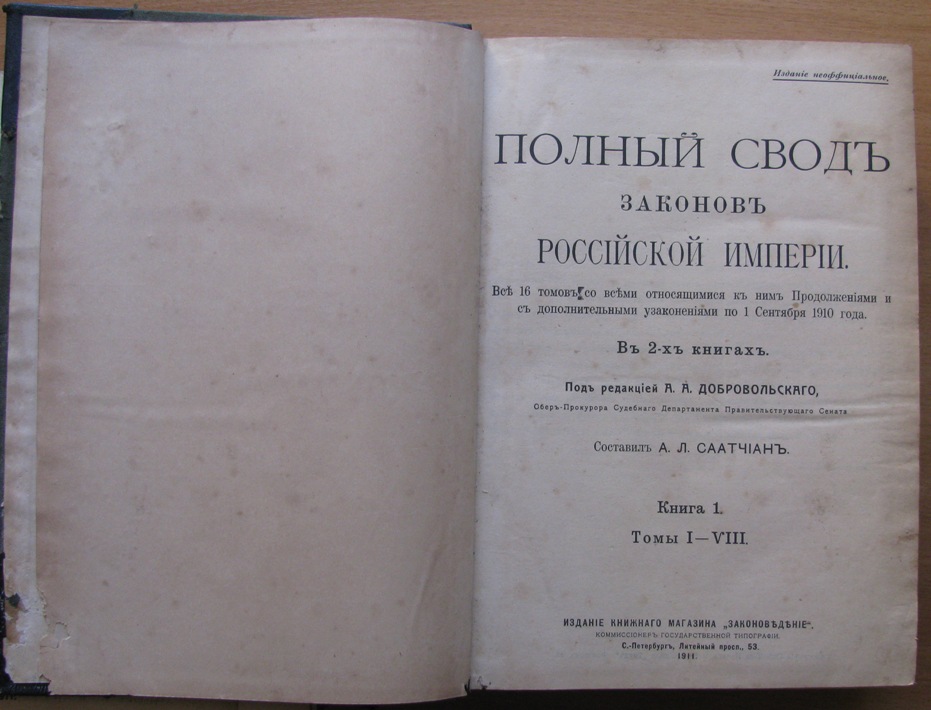 Изданіе неоффиціальное.
ПОЛНЫЙ СВОДЪ
ЗАКОНОВЪ
РОССІЙСКОЙ ИМПЕРІИ.
Всѣ 16 томовъ со всѣми относящимися къ нимъ Продолженіями и
съ дополнительными узаконеніями по 1 Сентября 1910 года.
Въ 2-хъ книгахъ.
Подъ редакціей А. А. ДОБРОВОЛЬСКАГО,
Оберъ-Прокурора Судебнаго Департамента Правительствующаго Сената
Составилъ А. Л. СААТЧІАНЪ.
Книга 1.
Томы I—VIII.
ИЗДАНІЕ КНИЖНАГО МАГАЗИНА „ЗАКОНОВѢДѢНІЕ“,
КОММИССІОНЕРЪ ГОСУДАРСТВЕННОЙ ТИПОГРАФІИ.
С.-Петербургъ, Литейный просп., 53.
1911.